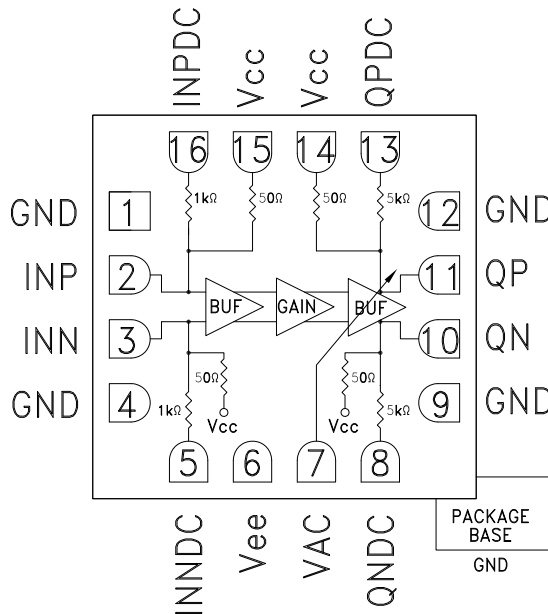 INPDC
Vcc
Vcc
QPDC
16
15
14
13
1kΩ
50Ω
50Ω
5kΩ
GND
1
12
GND
INP
2
11
QP
BUF
GAIN
BUF
INN
3
10
QN
50Ω
50Ω
GND
4
9
GND
1kΩ
Vcc
Vcc
5kΩ
5
6
7
8
INNDC
Vee
VAC
QNDC
PACKAGE
BASE
GND